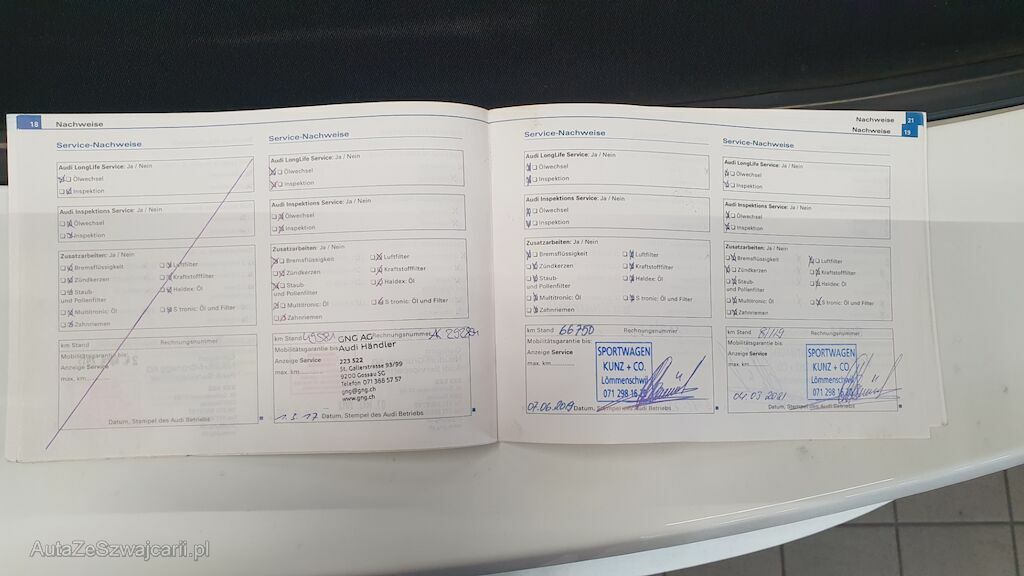 18 Nachweise
Service-Nachweise
Audi LongLife Service: Ja / Nein
Ölwechsel
Inspektion
Audi Inspektions Service: Ja / Nein
Ölwechsel
Inspektion
Zusatzarbeiten: Ja / Nein
Bremsflüssigkeit
Luftfilter
Zündkerzen
Kraftstofffilter
Staub-
und Pollenfilter
Haldex: Öl
Multitronic: Öl
S tronic: Öl und Filter
Zahnriemen
km Stand
Rechnungsnummer
Mobilitätsgarantie bis
Anzeige Service
max. km
Datum, Stempel des Audi Betriebs
Service-Nachweise
Audi LongLife Service: Ja / Nein
Ölwechsel
Inspektion
Audi Inspektions Service: Ja / Nein
Ölwechsel
Inspektion
Zusatzarbeiten: Ja / Nein
Bremsflüssigkeit
Luftfilter
Zündkerzen
Kraftstofffilter
Staub-
und Pollenfilter
Haldex: Öl
Multitronic: Öl
S tronic: Öl und Filter
Zahnriemen
km Stand
Rechnungsnummer
Mobilitätsgarantie bis
Anzeige Service
max. km
GNG AG
Audi Händler
223 522
St. Gallerstrasse 93/99
9200 Gossau SG
Telefon 071 388 57 57
gng@gng.ch
www.gng.ch
1.5.17
Datum, Stempel des Audi Betriebs
Nachweise 21
Nachweise 19
Service-Nachweise
Audi LongLife Service: Ja / Nein
Ölwechsel
Inspektion
Audi Inspektions Service: Ja / Nein
Ölwechsel
Inspektion
Zusatzarbeiten: Ja / Nein
Bremsflüssigkeit
Luftfilter
Zündkerzen
Kraftstofffilter
Staub-
und Pollenfilter
Haldex: Öl
Multitronic: Öl
S tronic: Öl und Filter
Zahnriemen
km Stand 66750
Rechnungsnummer
Mobilitätsgarantie bis
Anzeige Service
max. km
SPORTWAGEN
KUNZ + CO.
Lömmenschwil
071 298
07.06.2019
Datum, Stempel des Audi Betriebs
Service-Nachweise
Audi LongLife Service: Ja / Nein
Ölwechsel
Inspektion
Audi Inspektions Service: Ja / Nein
Ölwechsel
Inspektion
Zusatzarbeiten: Ja / Nein
Bremsflüssigkeit
Luftfilter
Zündkerzen
Kraftstofffilter
Staub-
und Pollenfilter
Haldex: Öl
Multitronic: Öl
S tronic: Öl und Filter
Zahnriemen
km Stand
Rechnungsnummer
Mobilitätsgarantie bis
Anzeige Service
max. km
SPORTWAGEN
KUNZ + CO.
Lömmenschwil
071 298
04.03.2021
Datum, Stempel des Audi Betriebs
AutaZeSzwajcarii.pl